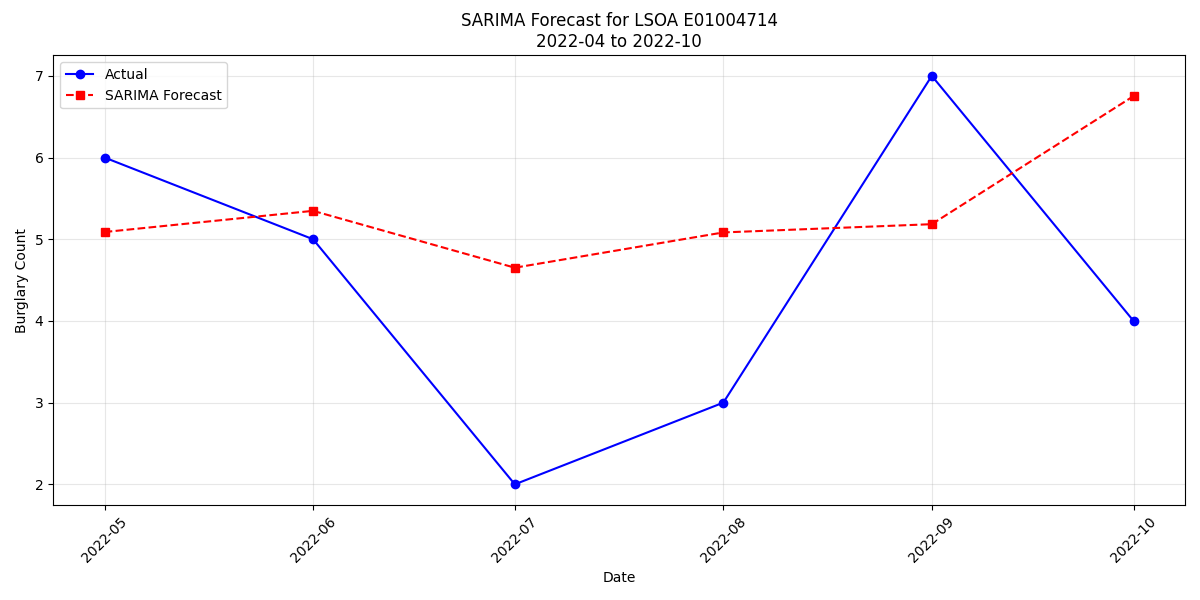 SARIMA Forecast for LSOA E01004714
2022-04 to 2022-10
Actual
SARIMA Forecast
Burglary Count
7
6
5
4
3
2
2022-05
2022-06
2022-07
2022-08
2022-09
2022-10
Date